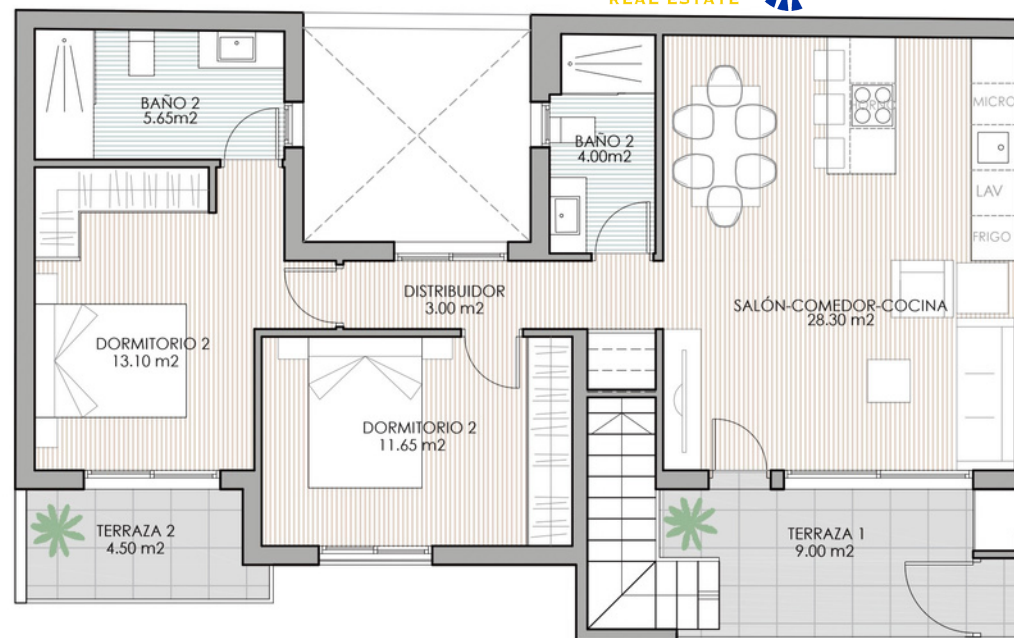 REAL ESTATE
BAÑO 2
5.65m2
BAÑO 2
4.00m2
MICRO
LAV
FRIGO
DISTRIBUIDOR
3.00 m2
SALÓN-COMEDOR-COCINA
28.30 m2
DORMITORIO 2
13.10 m2
DORMITORIO 2
11.65 m2
TERRAZA 2
4.50 m2
TERRAZA 1
9.00 m2